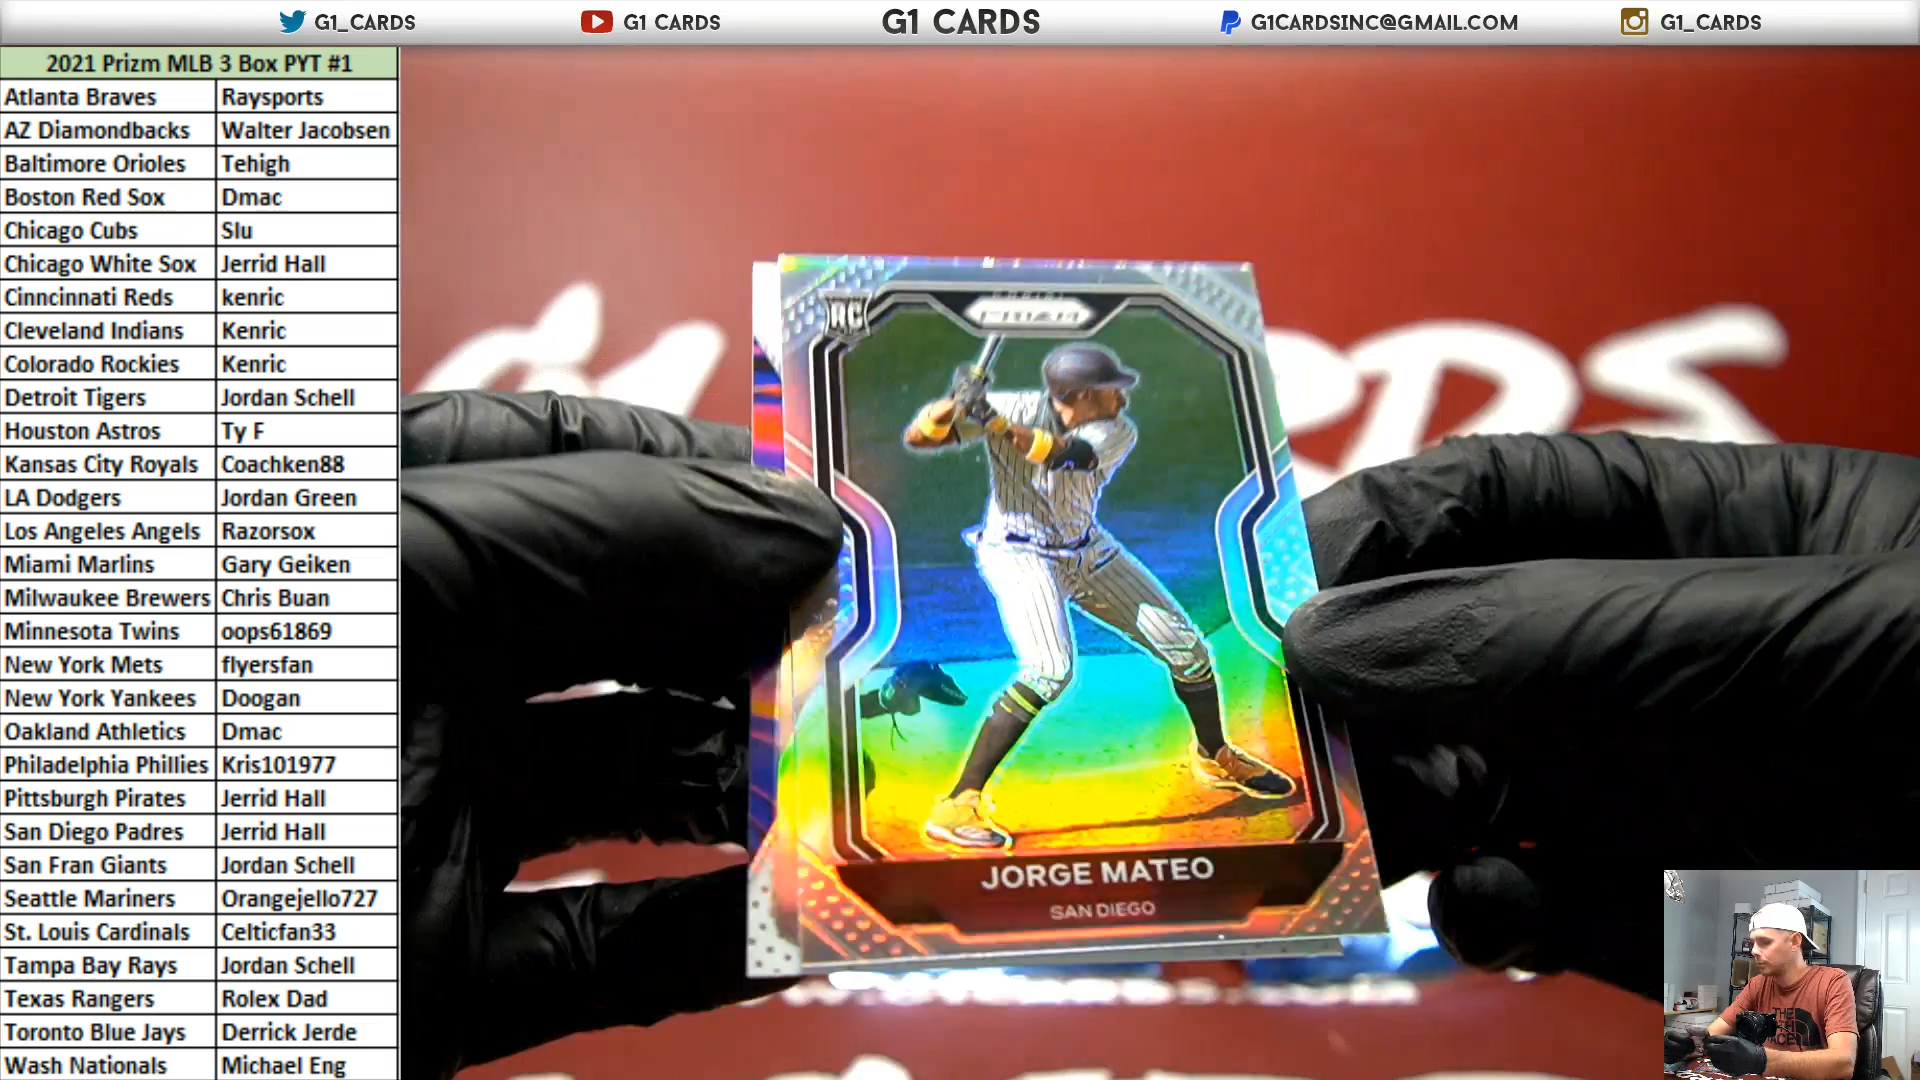 G1_CARDS G1 CARDS G1 CARDS G1CARDSINC@GMAIL.COM G1_CARDS
2021 Prizm MLB 3 Box PYT #1
Atlanta Braves Raysports
AZ Diamondbacks Walter Jacobsen
Baltimore Orioles Tehigh
Boston Red Sox Dmac
Chicago Cubs Slu
Chicago White Sox Jerrid Hall
Cinncinnati Reds kenric
Cleveland Indians Kenric
Colorado Rockies Kenric
Detroit Tigers Jordan Schell
Houston Astros Ty F
Kansas City Royals Coachken88
LA Dodgers Jordan Green
Los Angeles Angels Razorsox
Miami Marlins Gary Geiken
Milwaukee Brewers Chris Buan
Minnesota Twins oops61869
New York Mets flyersfan
New York Yankees Doogan
Oakland Athletics Dmac
Philadelphia Phillies Kris101977
Pittsburgh Pirates Jerrid Hall
San Diego Padres Jerrid Hall
San Fran Giants Jordan Schell
Seattle Mariners Orangejello727
St. Louis Cardinals Celticfan33
Tampa Bay Rays Jordan Schell
Texas Rangers Rolex Dad
Toronto Blue Jays Derrick Jerde
Wash Nationals Michael Eng
RC
PRIZM
JORGE MATEO
SAN DIEGO